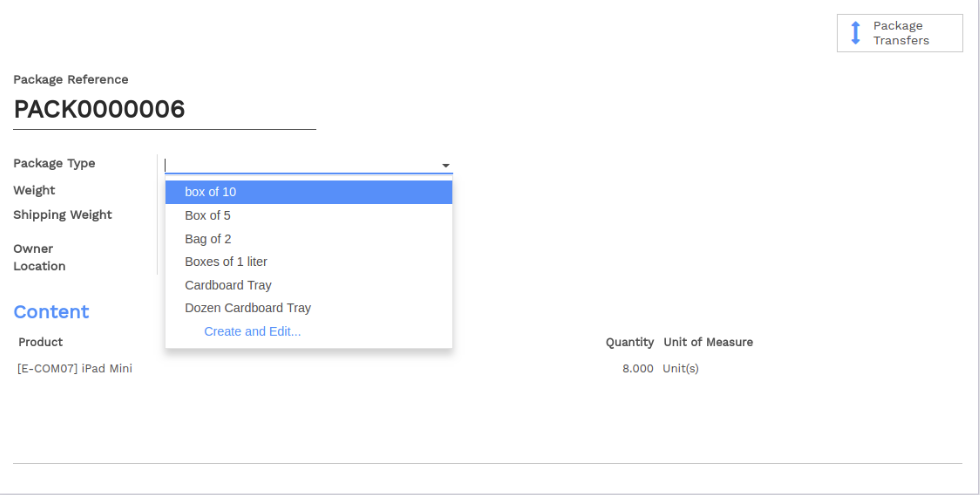 Package
Transfers
Package Reference
PACK0000006
Package Type
box of 10
Weight
Box of 5
Shipping Weight
Bag of 2
Owner
Boxes of 1 liter
Location
Cardboard Tray
Dozen Cardboard Tray
Content
Create and Edit...
Product Quantity Unit of Measure
[E-COM07] iPad Mini 8.000 Unit(s)